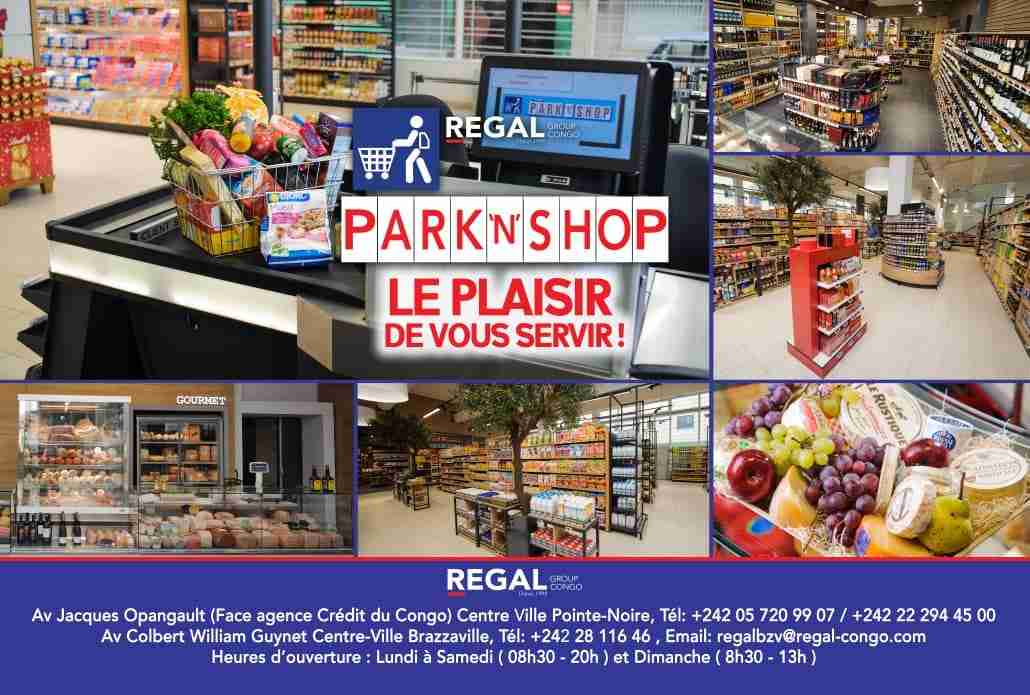 PARK'N'SHOP
REGAL GROUP CONGO
PARK'N'SHOP
LE PLAISIR
DE VOUS SERVIR !
GOURMET
RUSTIQUE
REGAL GROUP CONGO
Depuis 1994
Av Jacques Opangault (Face agence Crédit du Congo) Centre Ville Pointe-Noire, Tél: +242 05 720 99 07 / +242 22 294 45 00
Av Colbert William Guynet Centre-Ville Brazzaville, Tél: +242 28 116 46 , Email: regalbzv@regal-congo.com
Heures d'ouverture : Lundi à Samedi ( 08h30 - 20h ) et Dimanche ( 8h30 - 13h )